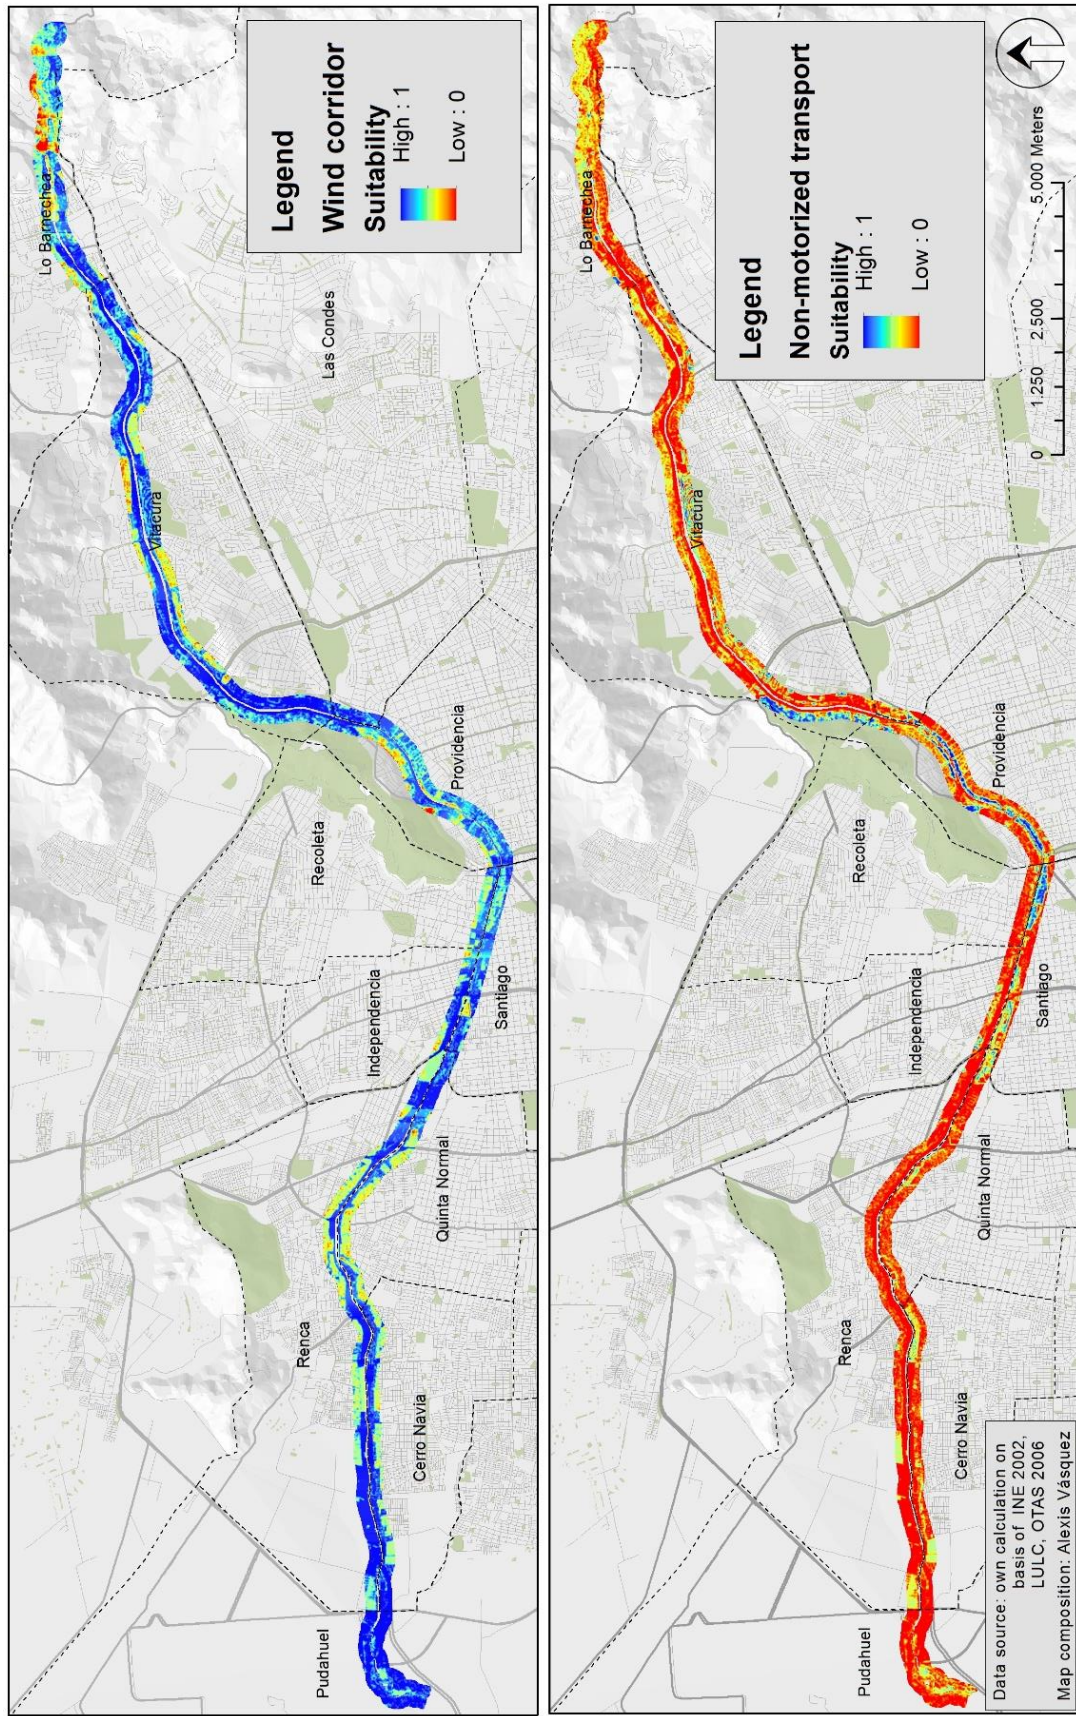 Legend
Wind corridor
Suitability
High : 1
Low : 0
Lo Barnechea
Las Condes
Vitacura
Providencia
Recoleta
Independencia
Santiago
Quinta Normal
Renca
Cerro Navia
Pudahuel
Legend
Non-motorized transport
Suitability
High : 1
Low : 0
Lo Barnechea
Vitacura
Providencia
Recoleta
Independencia
Santiago
Quinta Normal
Renca
Cerro Navia
Pudahuel
0 1.250 2.500 5.000 Meters
Data source: own calculation on
basis of INE 2002,
LULC, OTAS 2006
Map composition: Alexis Vásquez